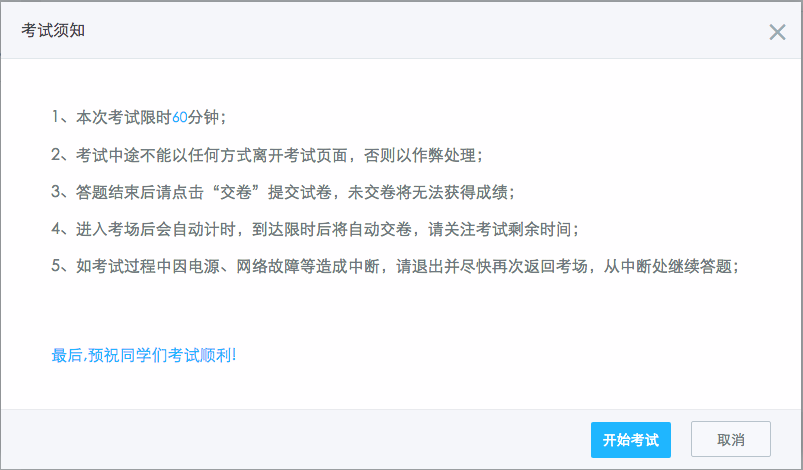 考试须知
1、本次考试限时60分钟；
2、考试中途不能以任何方式离开考试页面，否则以作弊处理；
3、答题结束后请点击“交卷”提交试卷，未交卷将无法获得成绩；
4、进入考场后会自动计时，到达限时后将自动交卷，请关注考试剩余时间；
5、如考试过程中因电源、网络故障等造成中断，请退出并尽快再次返回考场，从中断处继续答题；
最后,预祝同学们考试顺利!
开始考试
取消